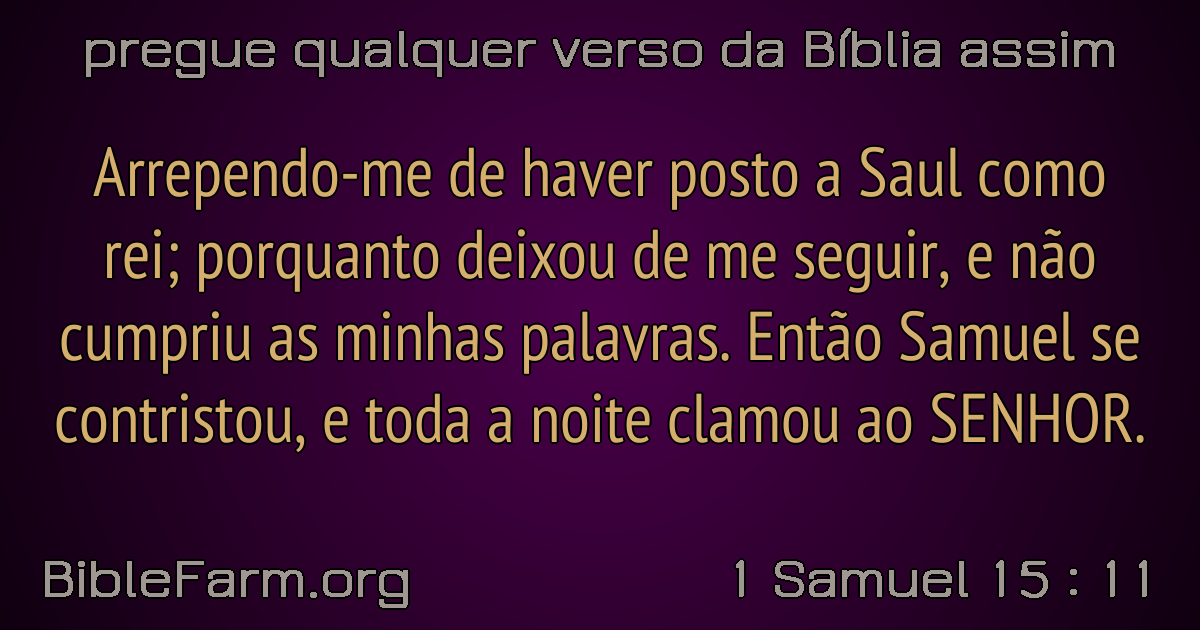 pregue qualquer verso da Bíblia assim
Arrependo-me de haver posto a Saul como
rei; porquanto deixou de me seguir, e não
cumpriu as minhas palavras. Então Samuel se
contristou, e toda a noite clamou ao SENHOR.
BibleFarm.org
1 Samuel 15 : 11